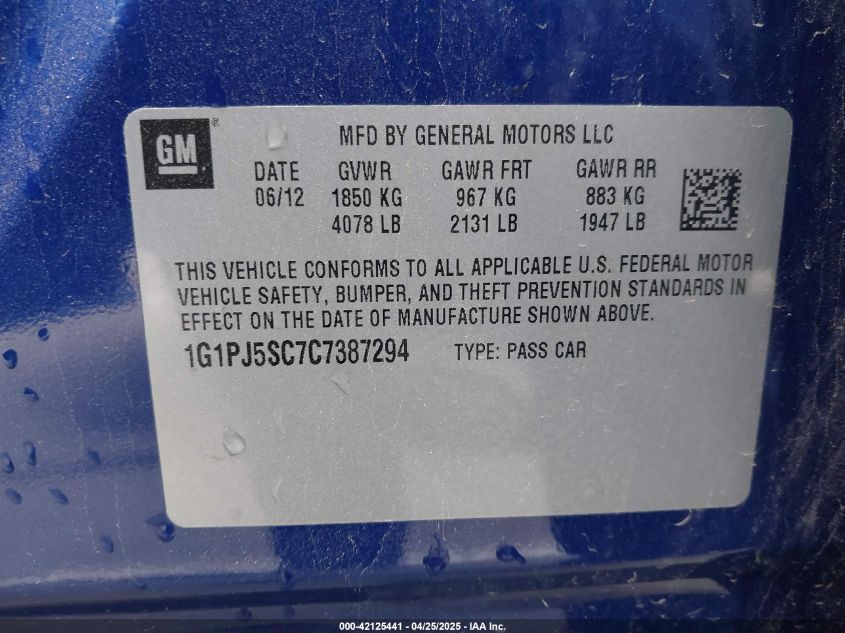 GM®
MFD BY GENERAL MOTORS LLC
DATE GVWR GAWR FRT GAWR RR
06/12 1850 KG 967 KG 883 KG
4078 LB 2131 LB 1947 LB
THIS VEHICLE CONFORMS TO ALL APPLICABLE U.S. FEDERAL MOTOR
VEHICLE SAFETY, BUMPER, AND THEFT PREVENTION STANDARDS IN
EFFECT ON THE DATE OF MANUFACTURE SHOWN ABOVE.
1G1PJ5SC7C7387294 TYPE: PASS CAR
000-42125441 - 04/25/2025 - IAA Inc.